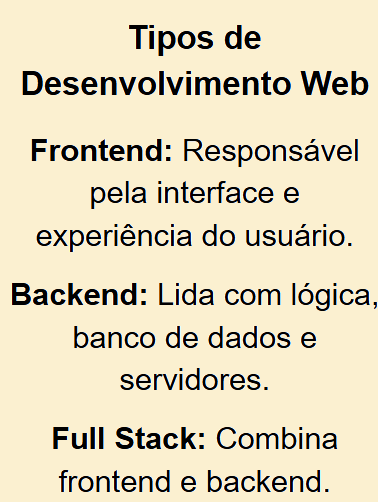 Tipos de
Desenvolvimento Web
Frontend: Responsável
pela interface e
experiência do usuário.
Backend: Lida com lógica,
banco de dados e
servidores.
Full Stack: Combina
frontend e backend.